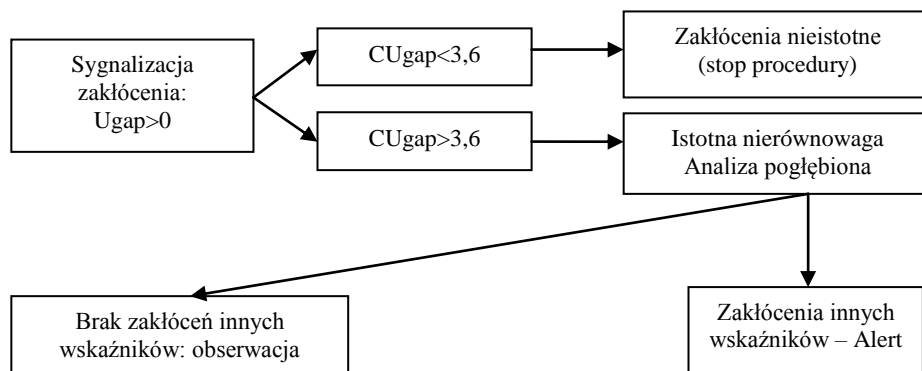 Sygnalizacja
zakłócenia:
Ugap>0
CUgap<3,6
Zakłócenia nieistotne
(stop procedury)
CUgap>3,6
Istotna nierównowaga
Analiza pogłębiona
Brak zakłóceń innych
wskaźników: obserwacja
Zakłócenia innych
wskaźników – Alert